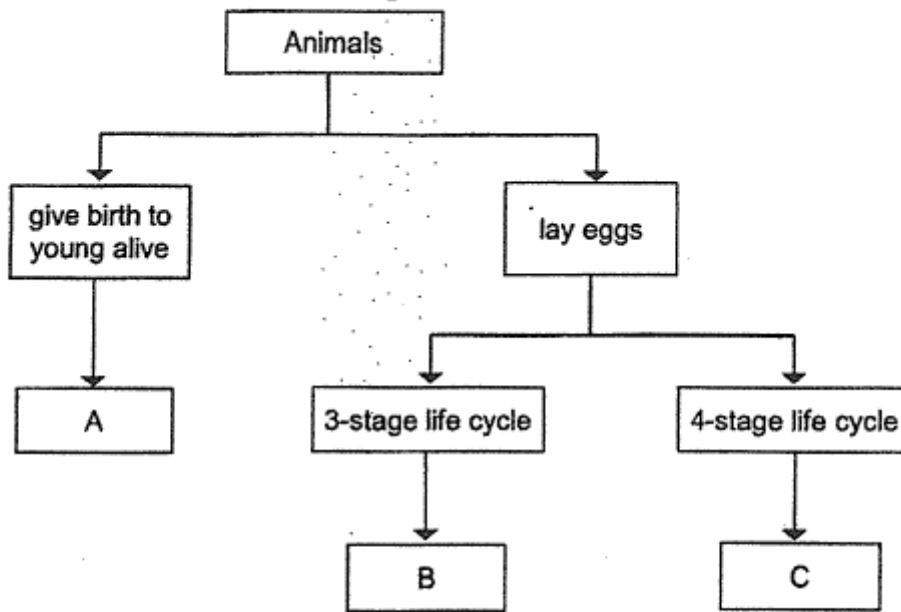 Animals
give birth to
young alive
lay eggs
A
3-stage life cycle
4-stage life cycle
B
C